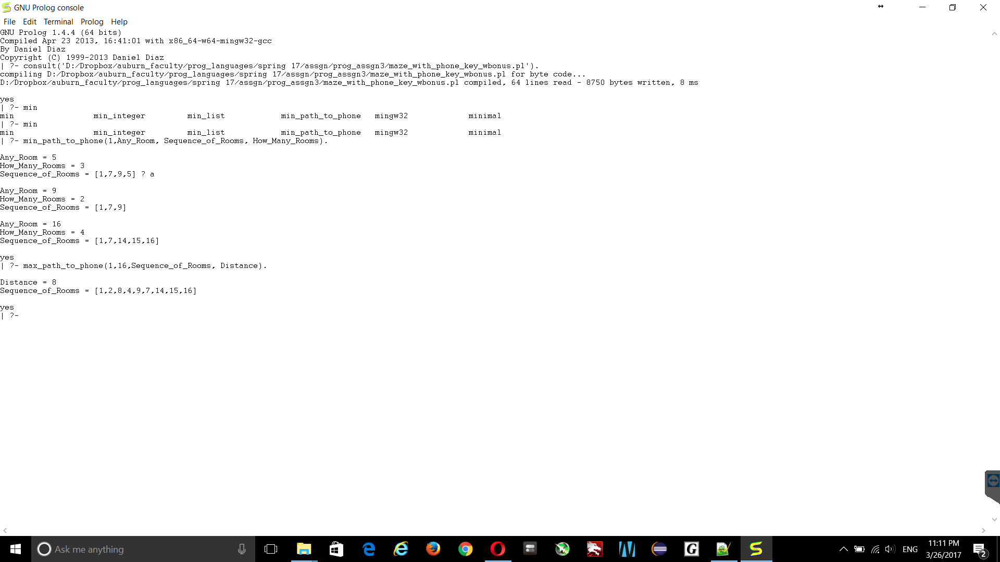 GNU Prolog console
File Edit Terminal Prolog Help
GNU Prolog 1.4.4 (64 bits)
Compiled Apr 23 2013, 16:41:01 with x86_64-w64-mingw32-gcc
By Daniel Diaz
Copyright (C) 1999-2013 Daniel Diaz
| ?- consult('D:/Dropbox/auburn_faculty/prog_languages/spring 17/assgn/prog_assgn3/maze_with_phone_key_wbonus.pl').
compiling D:/Dropbox/auburn_faculty/prog_languages/spring 17/assgn/prog_assgn3/maze_with_phone_key_wbonus.pl for byte code...
D:/Dropbox/auburn_faculty/prog_languages/spring 17/assgn/prog_assgn3/maze_with_phone_key_wbonus.pl compiled, 64 lines read - 8750 bytes written, 8 ms
yes
| ?- min
min min_integer min_list min_path_to_phone mingw32 minimal
| ?- min
min min_integer min_list min_path_to_phone mingw32 minimal
| ?- min_path_to_phone(1,Any_Room, Sequence_of_Rooms, How_Many_Rooms).
Any_Room = 5
How_Many_Rooms = 3
Sequence_of_Rooms = [1,7,9,5] ? a
Any_Room = 9
How_Many_Rooms = 2
Sequence_of_Rooms = [1,7,9]
Any_Room = 16
How_Many_Rooms = 4
Sequence_of_Rooms = [1,7,14,15,16]
yes
| ?- max_path_to_phone(1,16,Sequence_of_Rooms, Distance).
Distance = 8
Sequence_of_Rooms = [1,2,8,4,9,7,14,15,16]
yes
| ?-
Ask me anything
G
ENG
11:11 PM
3/26/2017
2